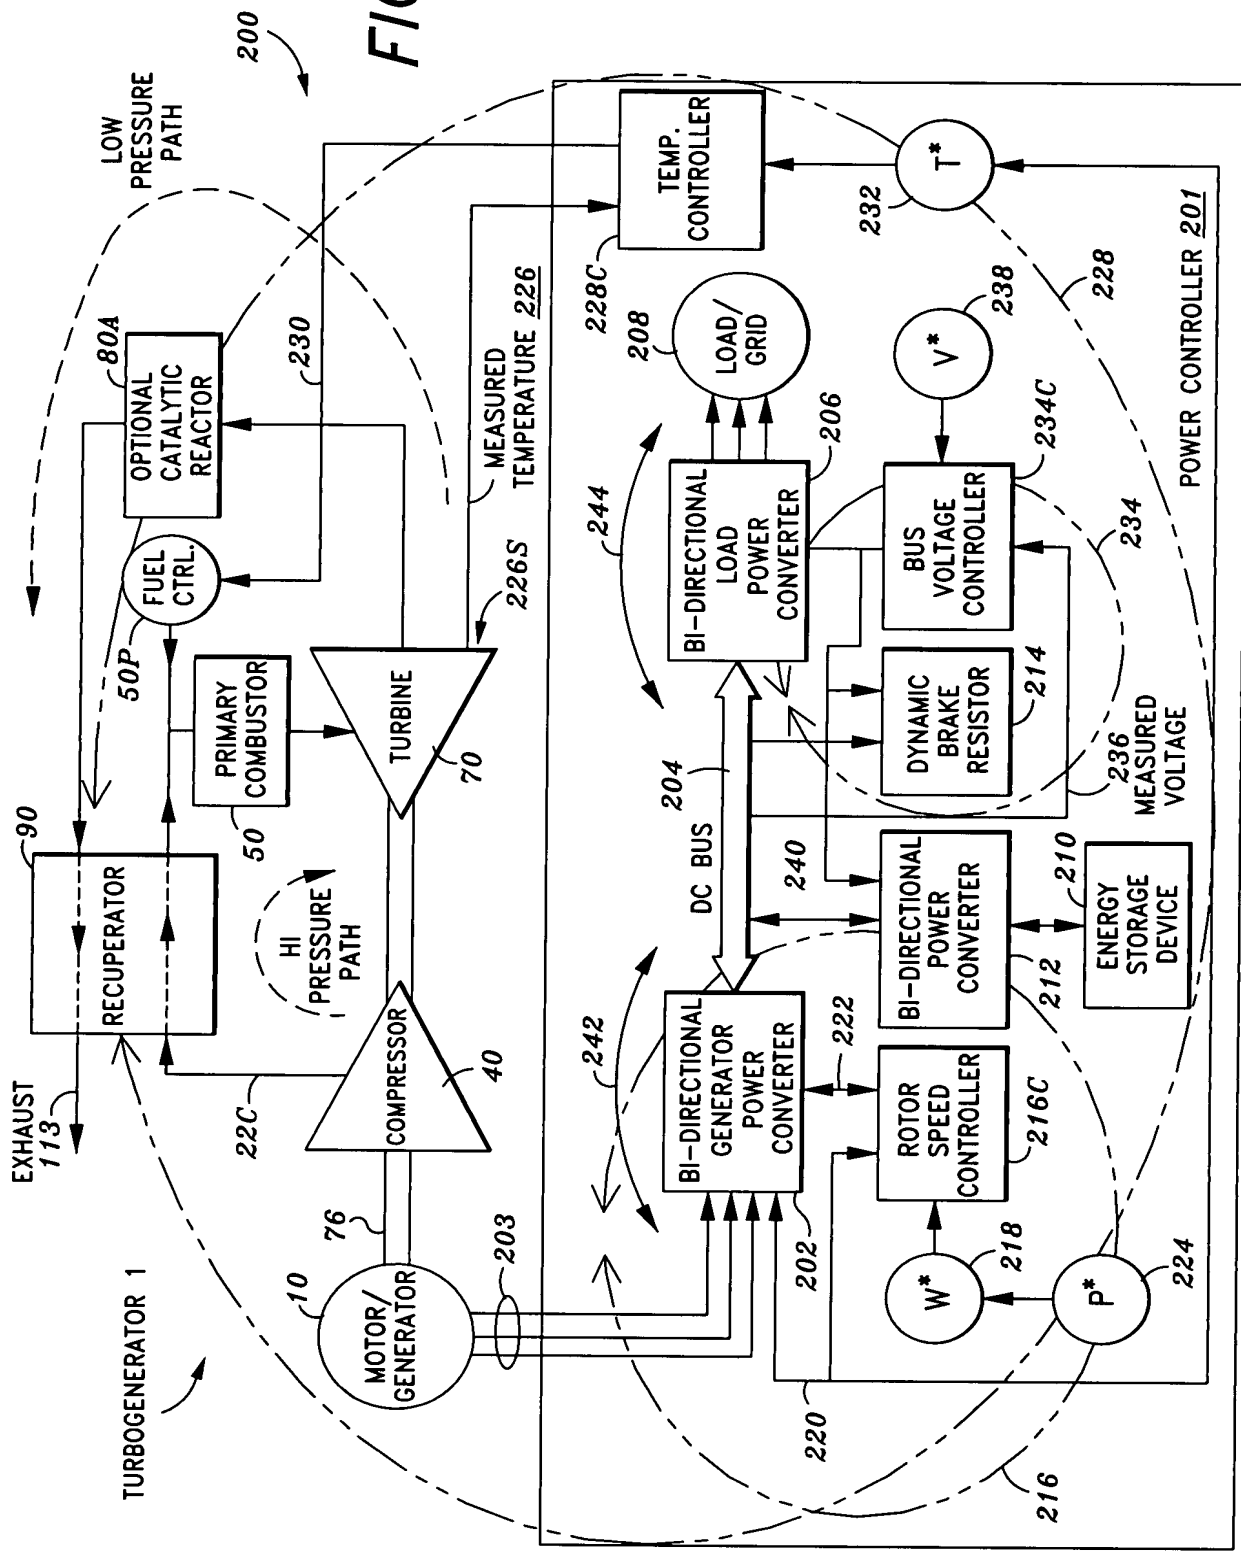 FIG
200
LOW
PRESSURE
PATH
TURBOGENERATOR 1
EXHAUST
113
90
RECUPERATOR
22C
HI
PRESSURE
PATH
50P
FUEL
CTRL.
80A
OPTIONAL
CATALYTIC
REACTOR
230
PRIMARY
COMBUSTOR
50
10
MOTOR/
GENERATOR
76
203
COMPRESSOR
40
TURBINE
70
226S
MEASURED
TEMPERATURE 226
228C
TEMP.
CONTROLLER
T*
232
228
POWER CONTROLLER 201
242
BI-DIRECTIONAL
GENERATOR
POWER
CONVERTER
202
DC BUS
204
244
BI-DIRECTIONAL
LOAD
POWER
CONVERTER
206
208
LOAD/
GRID
V*
238
BUS
VOLTAGE
CONTROLLER
234C
234
DYNAMIC
BRAKE
RESISTOR
214
236
MEASURED
VOLTAGE
240
BI-DIRECTIONAL
POWER
CONVERTER
212
210
ENERGY
STORAGE
DEVICE
222
ROTOR
SPEED
CONTROLLER
216C
W*
218
P*
224
220
216